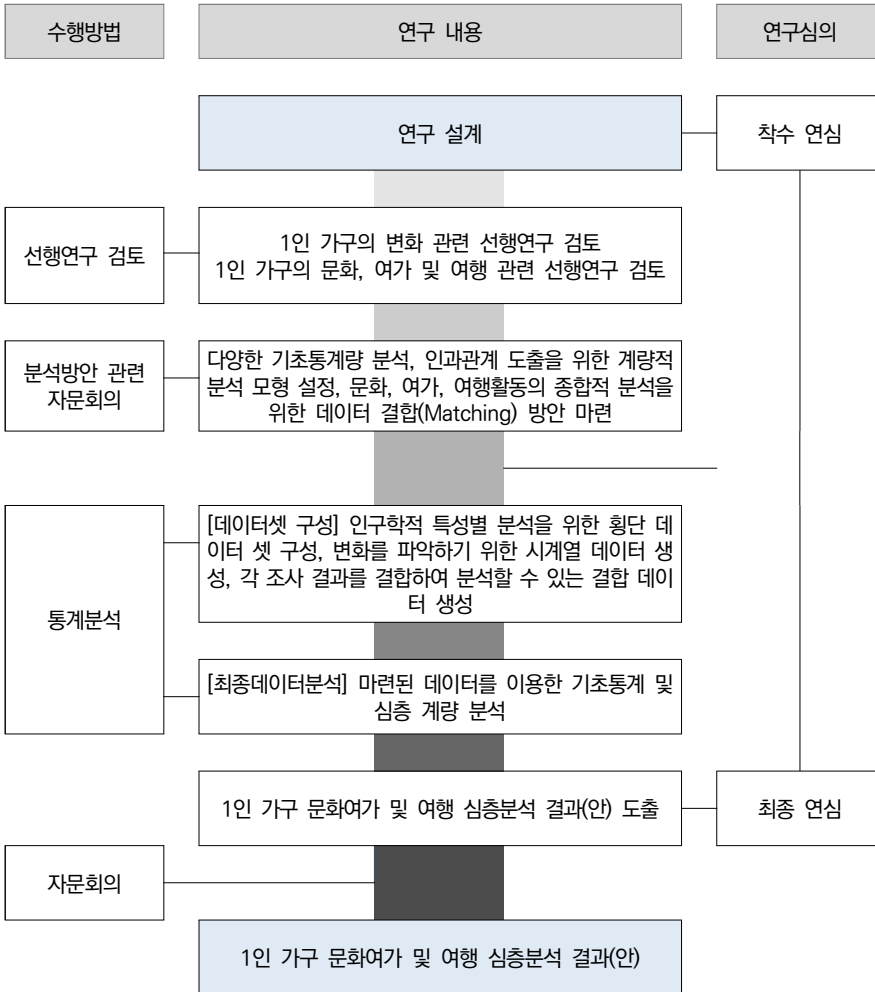 수행방법
연구 내용
연구심의
연구 설계
착수 연심
선행연구 검토
1인 가구의 변화 관련 선행연구 검토
1인 가구의 문화, 여가 및 여행 관련 선행연구 검토
분석방안 관련
자문회의
다양한 기초통계량 분석, 인과관계 도출을 위한 계량적
분석 모형 설정, 문화, 여가, 여행활동의 종합적 분석을
위한 데이터 결합(Matching) 방안 마련
통계분석
[데이터셋 구성] 인구학적 특성별 분석을 위한 횡단 데
이터 셋 구성, 변화를 파악하기 위한 시계열 데이터 생
성, 각 조사 결과를 결합하여 분석할 수 있는 결합 데이
터 생성
[최종데이터분석] 마련된 데이터를 이용한 기초통계 및
심층 계량 분석
1인 가구 문화여가 및 여행 심층분석 결과(안) 도출
최종 연심
자문회의
1인 가구 문화여가 및 여행 심층분석 결과(안)